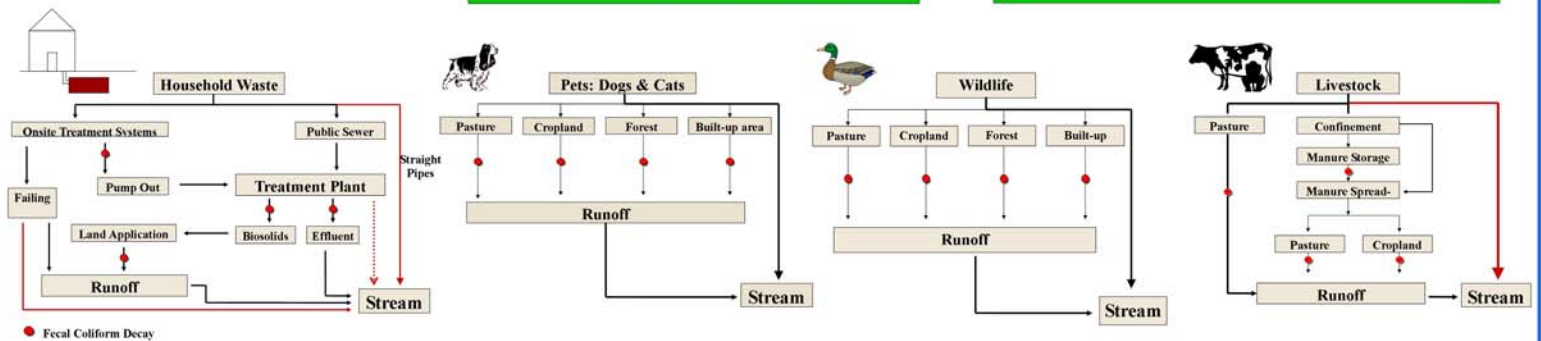 Household Waste
Onsite Treatment Systems
Public Sewer
Straight
Pipes
Pump Out
Treatment Plant
Failing
Land Application
Biosolids
Effluent
Runoff
Stream
Fecal Coliform Decay
Pets: Dogs & Cats
Pasture
Cropland
Forest
Built-up area
Runoff
Stream
Wildlife
Pasture
Cropland
Forest
Built-up
Runoff
Stream
Livestock
Pasture
Confinement
Manure Storage
Manure Spread-
Pasture
Cropland
Runoff
Stream